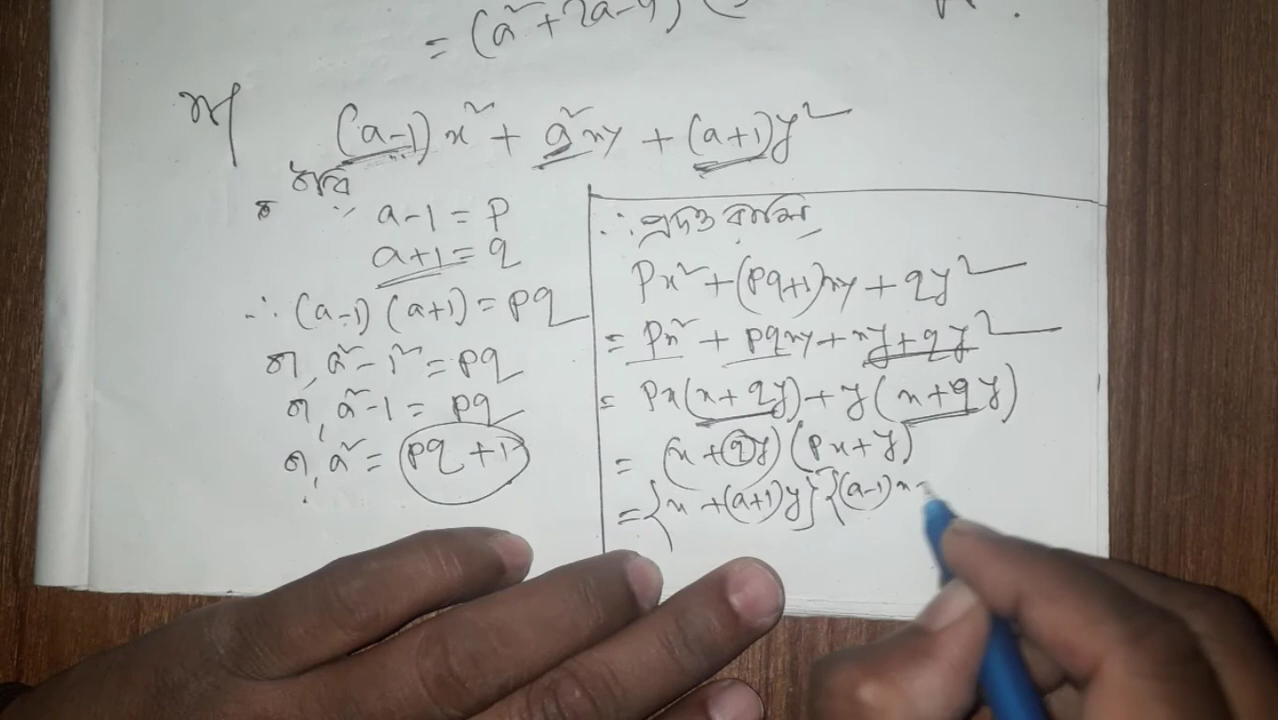 = (a² + 2a - 4) (
(a-1) x² + a²xy + (a+1)y²
ধরি
a-1 = p
a+1 = q
∴ (a-1) (a+1) = pq
বা, a² - 1² = pq
বা, a² - 1 = pq
বা, a² = pq + 1
∴ প্রদত্ত রাশি
px² + (pq+1)xy + qy²
= px² + pqxy + xy + qy²
= px(x + qy) + y(x + qy)
= (x + qy)(px + y)
= {x + (a+1)y} {(a-1)x